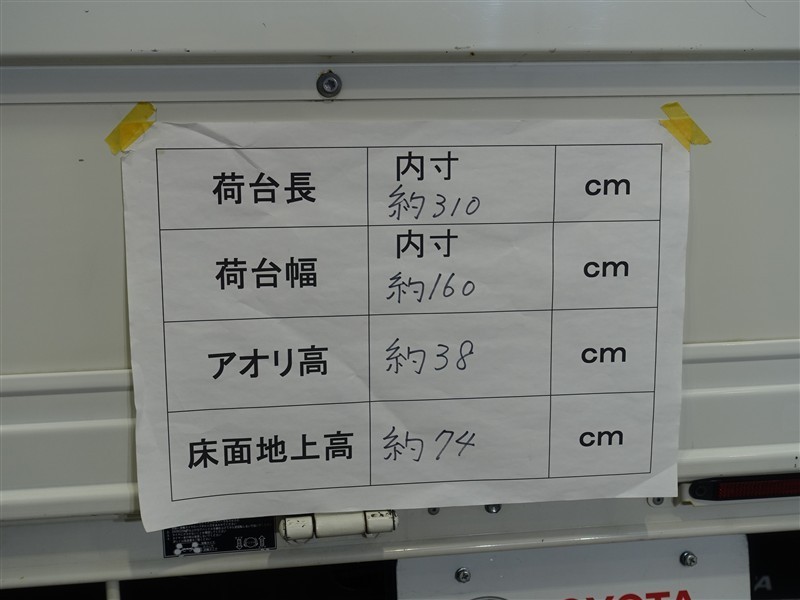 荷台長 内寸 約310 cm
荷台幅 内寸 約160 cm
アオリ高 約38 cm
床面地上高 約74 cm
TOYOTA